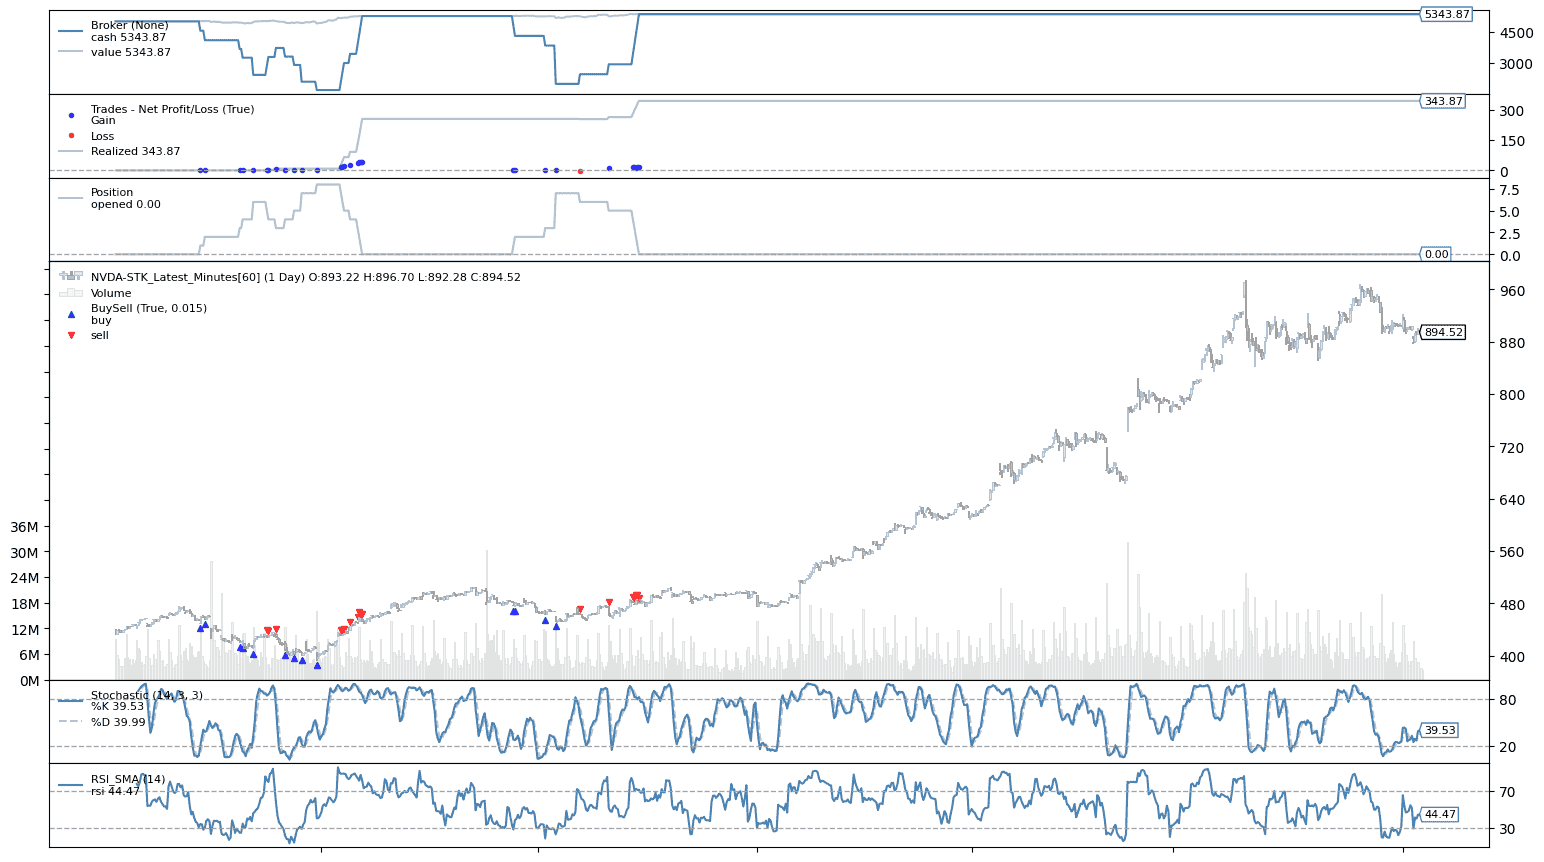 Broker (None)
cash 5343.87
value 5343.87
5343.87
4500
3000
Trades - Net Profit/Loss (True)
Gain
Loss
Realized 343.87
343.87
300
150
0
Position
opened 0.00
7.5
5.0
2.5
0.00
0.0
NVDA-STK_Latest_Minutes[60] (1 Day) O:893.22 H:896.70 L:892.28 C:894.52
Volume
BuySell (True, 0.015)
buy
sell
960
894.52
880
800
720
640
560
480
400
36M
30M
24M
18M
12M
6M
0M
Stochastic (14, 3, 3)
%K 39.53
%D 39.99
80
39.53
20
RSI_SMA (14)
rsi 44.47
70
44.47
30